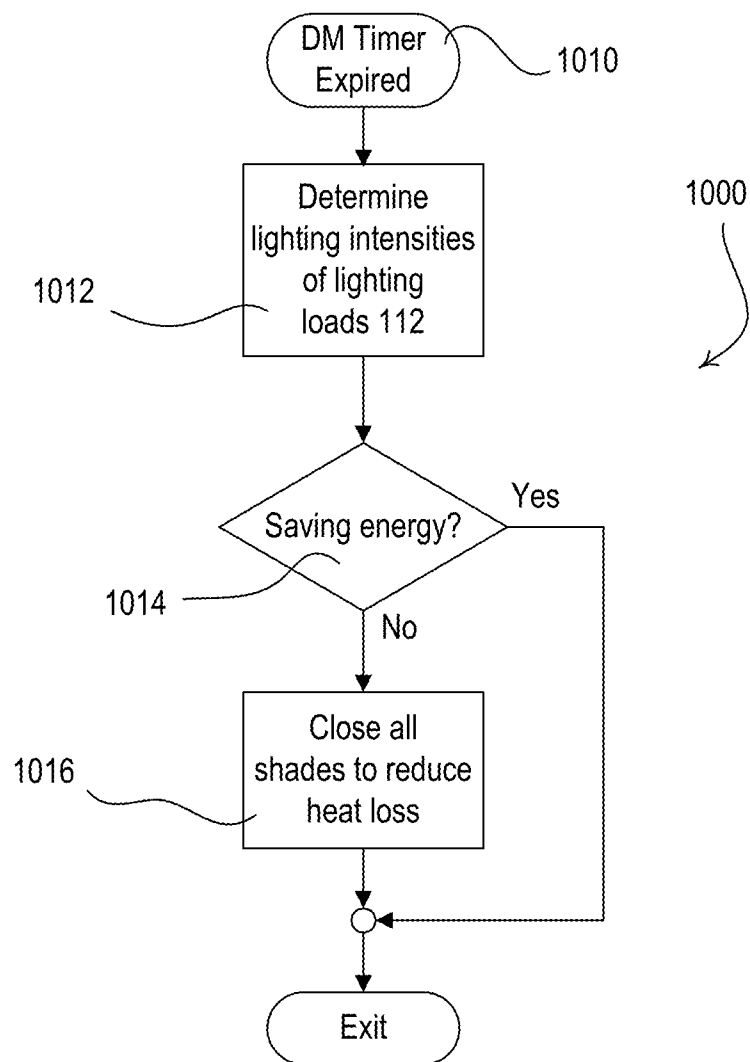 DM Timer
Expired
1010
1000
Determine
lighting intensities
of lighting
loads 112
1012
Yes
Saving energy?
1014
No
Close all
shades to reduce
heat loss
1016
Exit